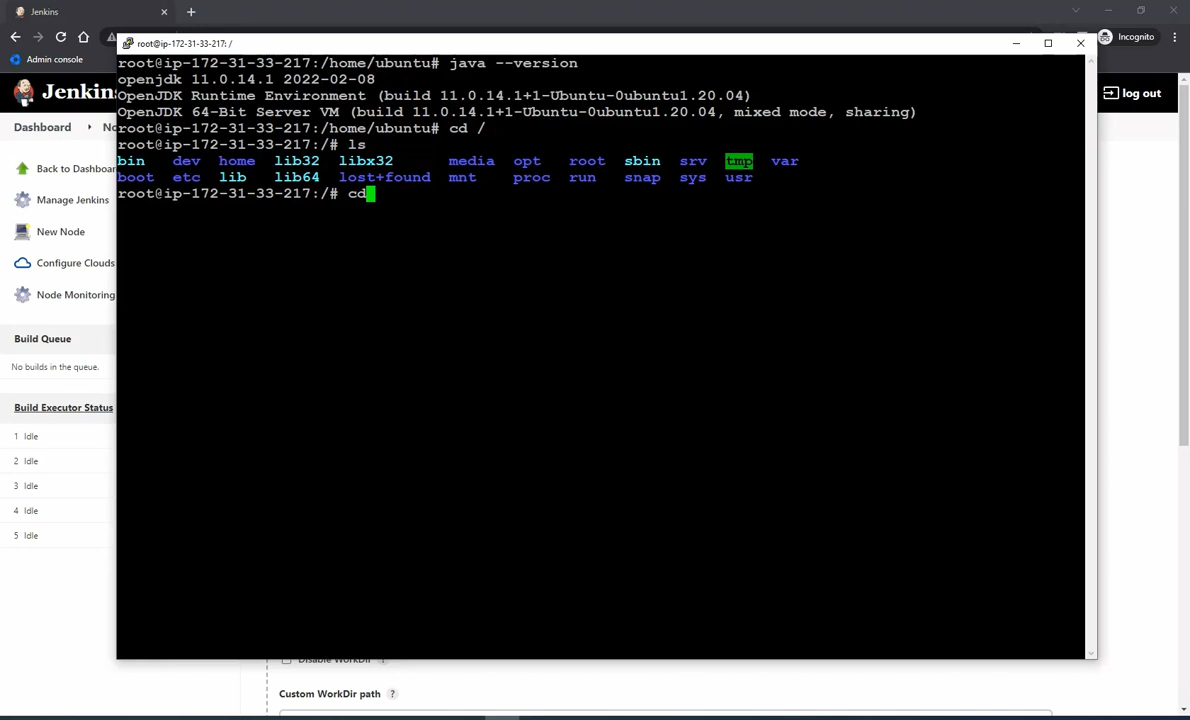 Jenkins
Incognito
Admin console
root@ip-172-31-33-217: /
Jenkins
log out
Dashboard
Back to Dashboar
Manage Jenkins
New Node
Configure Clouds
Node Monitoring
Build Queue
No builds in the queue.
Build Executor Status
1 Idle
2 Idle
3 Idle
4 Idle
5 Idle
root@ip-172-31-33-217:/home/ubuntu# java --version
openjdk 11.0.14.1 2022-02-08
OpenJDK Runtime Environment (build 11.0.14.1+1-Ubuntu-0ubuntu1.20.04)
OpenJDK 64-Bit Server VM (build 11.0.14.1+1-Ubuntu-0ubuntu1.20.04, mixed mode, sharing)
root@ip-172-31-33-217:/home/ubuntu# cd /
root@ip-172-31-33-217:/# ls
bin dev home lib32 libx32 media opt root sbin srv tmp var
boot etc lib lib64 lost+found mnt proc run snap sys usr
root@ip-172-31-33-217:/# cd
Disable WorkDir ?
Custom WorkDir path ?